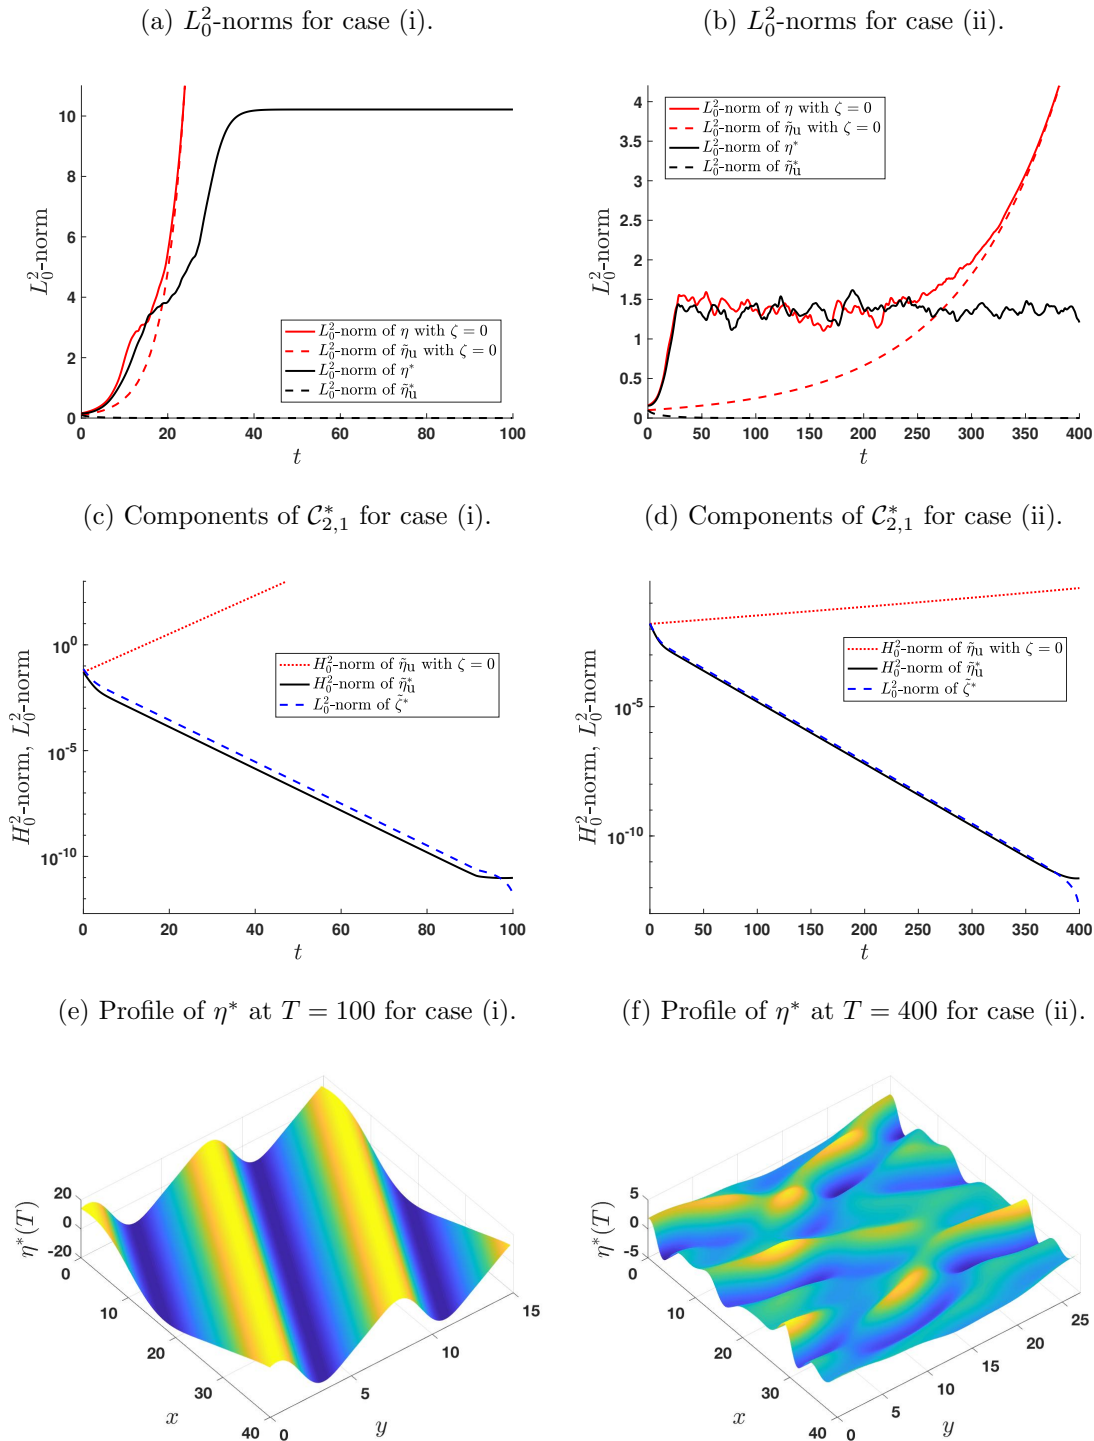 (a) $L_0^2$-norms for case (i).
(b) $L_0^2$-norms for case (ii).
$L_0^2$-norm
10
8
6
4
2
0
$L_0^2$-norm of $\eta$ with $\zeta = 0$
$L_0^2$-norm of $\tilde{\eta}_{\mathrm{u}}$ with $\zeta = 0$
$L_0^2$-norm of $\eta^*$
$L_0^2$-norm of $\tilde{\eta}_{\mathrm{u}}^*$
0 20 40 60 80 100
$t$
$L_0^2$-norm
4
3.5
3
2.5
2
1.5
1
0.5
0
$L_0^2$-norm of $\eta$ with $\zeta = 0$
$L_0^2$-norm of $\tilde{\eta}_{\mathrm{u}}$ with $\zeta = 0$
$L_0^2$-norm of $\eta^*$
$L_0^2$-norm of $\tilde{\eta}_{\mathrm{u}}^*$
0 50 100 150 200 250 300 350 400
$t$
(c) Components of $\mathcal{C}_{2,1}^*$ for case (i).
(d) Components of $\mathcal{C}_{2,1}^*$ for case (ii).
$H_0^2$-norm, $L_0^2$-norm
$10^0$
$10^{-5}$
$10^{-10}$
$H_0^2$-norm of $\tilde{\eta}_{\mathrm{u}}$ with $\zeta = 0$
$H_0^2$-norm of $\tilde{\eta}_{\mathrm{u}}^*$
$L_0^2$-norm of $\tilde{\zeta}^*$
0 20 40 60 80 100
$t$
$H_0^2$-norm, $L_0^2$-norm
$10^{-5}$
$10^{-10}$
$H_0^2$-norm of $\tilde{\eta}_{\mathrm{u}}$ with $\zeta = 0$
$H_0^2$-norm of $\tilde{\eta}_{\mathrm{u}}^*$
$L_0^2$-norm of $\tilde{\zeta}^*$
0 50 100 150 200 250 300 350 400
$t$
(e) Profile of $\eta^*$ at $T = 100$ for case (i).
(f) Profile of $\eta^*$ at $T = 400$ for case (ii).
$\eta^*(T)$
20
0
-20
0 10 20 30 40
$x$
0 5 10 15
$y$
$\eta^*(T)$
5
0
-5
0 10 20 30 40
$x$
0 5 10 15 20 25
$y$